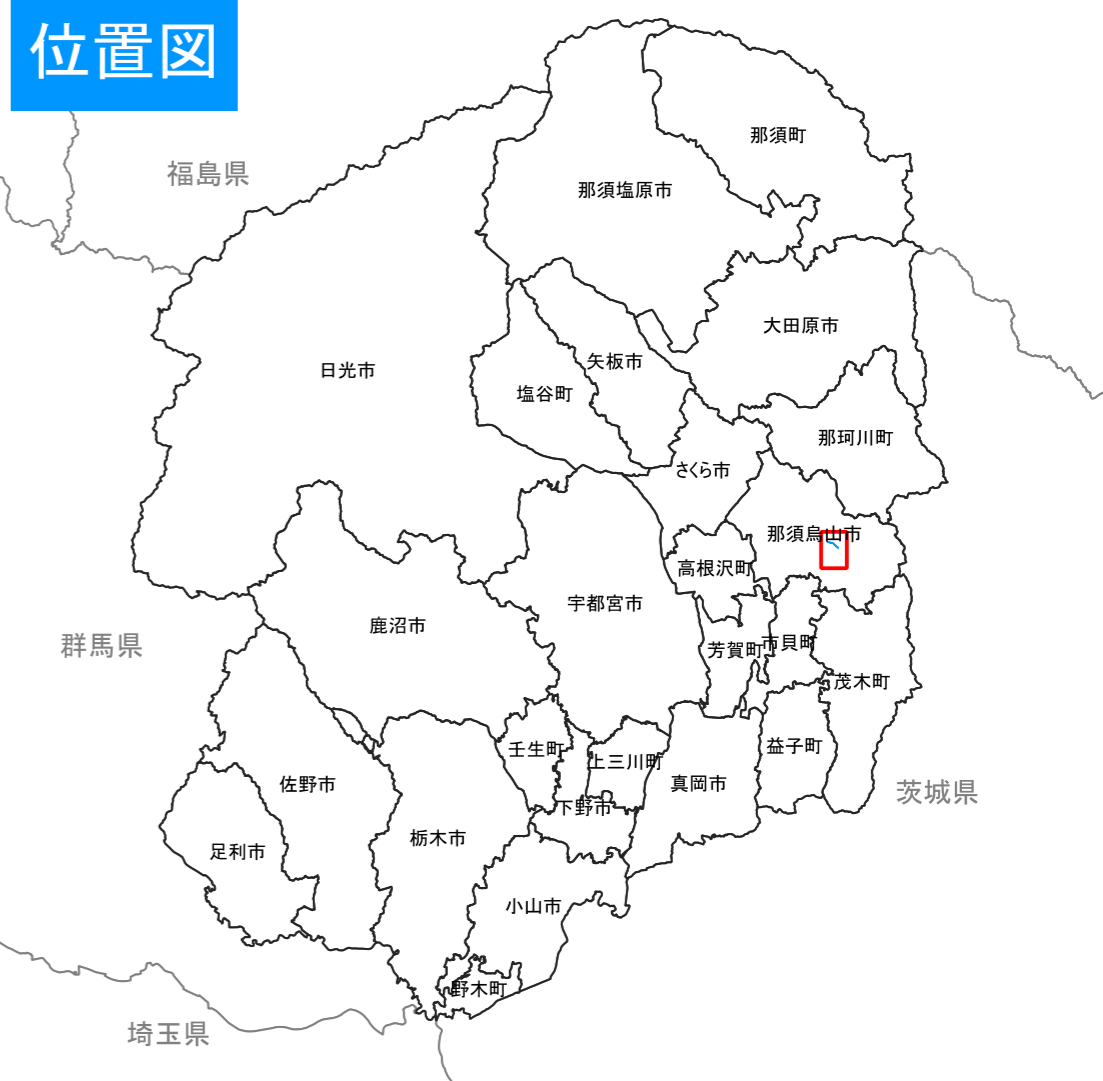 位置図
福島県
那須町
那須塩原市
大田原市
矢板市
日光市
塩谷町
那珂川町
さくら市
那須烏山市
高根沢町
宇都宮市
鹿沼市
群馬県
芳賀町
市貝町
茂木町
益子町
壬生町
上三川町
真岡市
佐野市
茨城県
下野市
栃木市
足利市
小山市
野木町
埼玉県